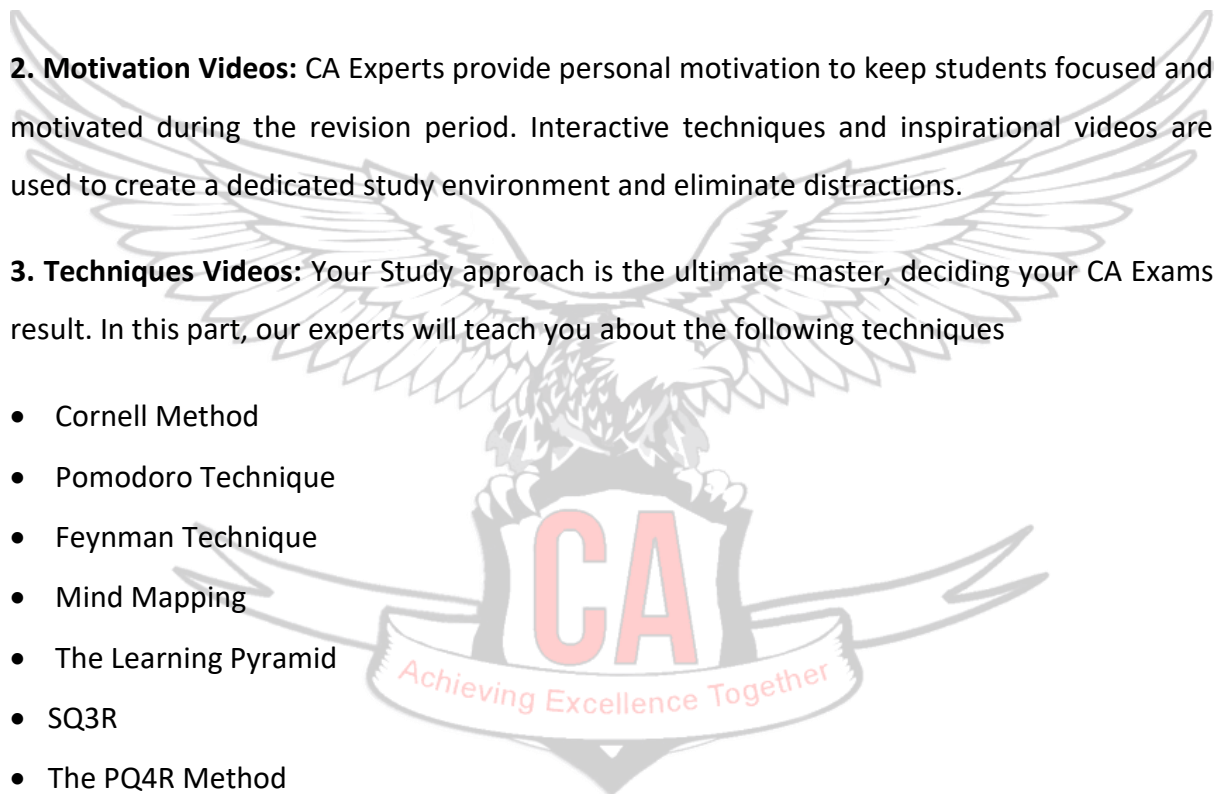 2. Motivation Videos: CA Experts provide personal motivation to keep students focused and
motivated during the revision period. Interactive techniques and inspirational videos are
used to create a dedicated study environment and eliminate distractions.
3. Techniques Videos: Your Study approach is the ultimate master, deciding your CA Exams
result. In this part, our experts will teach you about the following techniques
• Cornell Method
• Pomodoro Technique
• Feynman Technique
• Mind Mapping
• The Learning Pyramid
• SQ3R
• The PQ4R Method
CA
Achieving Excellence Together